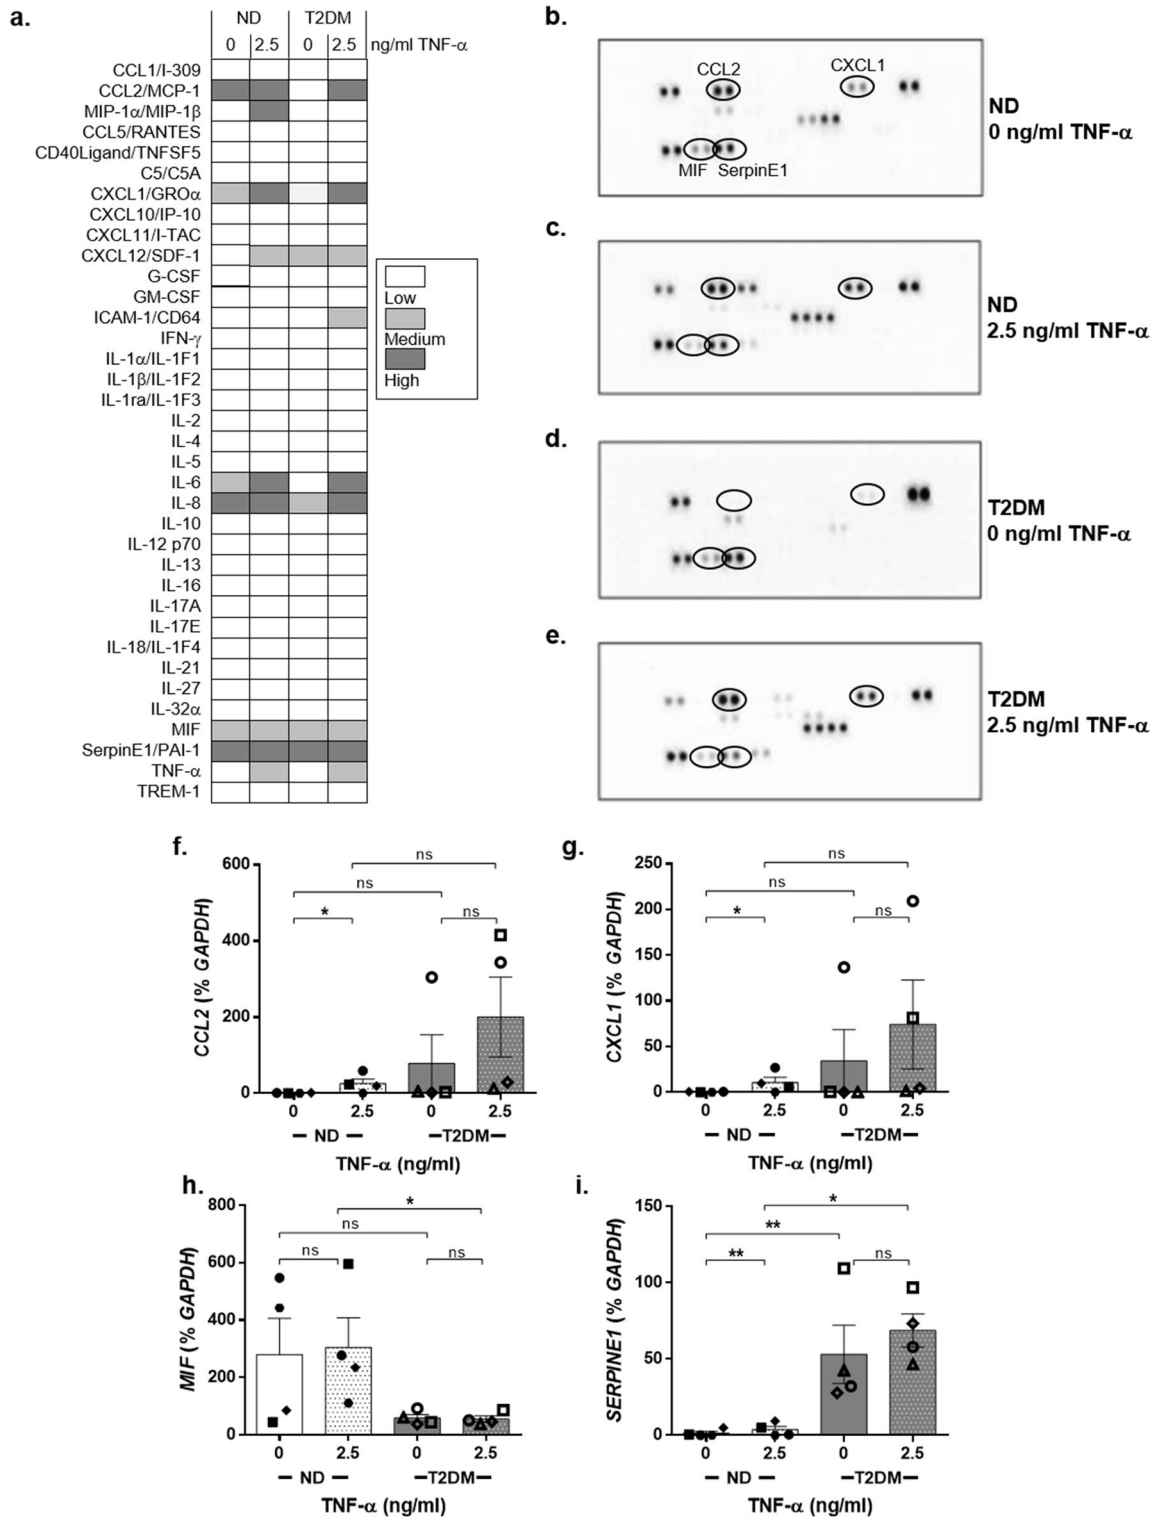 a.
ND T2DM
0 2.5 0 2.5 ng/ml TNF-α
CCL1/I-309
CCL2/MCP-1
MIP-1α/MIP-1β
CCL5/RANTES
CD40Ligand/TNFSF5
C5/C5A
CXCL1/GROα
CXCL10/IP-10
CXCL11/I-TAC
CXCL12/SDF-1
G-CSF
GM-CSF
ICAM-1/CD64
IFN-γ
IL-1α/IL-1F1
IL-1β/IL-1F2
IL-1ra/IL-1F3
IL-2
IL-4
IL-5
IL-6
IL-8
IL-10
IL-12 p70
IL-13
IL-16
IL-17A
IL-17E
IL-18/IL-1F4
IL-21
IL-27
IL-32α
MIF
SerpinE1/PAI-1
TNF-α
TREM-1
Low
Medium
High
b.
CCL2 CXCL1
MIF SerpinE1
ND
0 ng/ml TNF-α
c.
ND
2.5 ng/ml TNF-α
d.
T2DM
0 ng/ml TNF-α
e.
T2DM
2.5 ng/ml TNF-α
f.
CCL2 (% GAPDH)
600
400
200
0
ns
ns
* ns
0 2.5 0 2.5
ND T2DM
TNF-α (ng/ml)
g.
CXCL1 (% GAPDH)
250
200
150
100
50
0
ns
ns
* ns
0 2.5 0 2.5
ND T2DM
TNF-α (ng/ml)
h.
MIF (% GAPDH)
800
600
400
200
0
*
ns
ns ns
0 2.5 0 2.5
ND T2DM
TNF-α (ng/ml)
i.
SERPINE1 (% GAPDH)
150
100
50
0
*
**
** ns
0 2.5 0 2.5
ND T2DM
TNF-α (ng/ml)